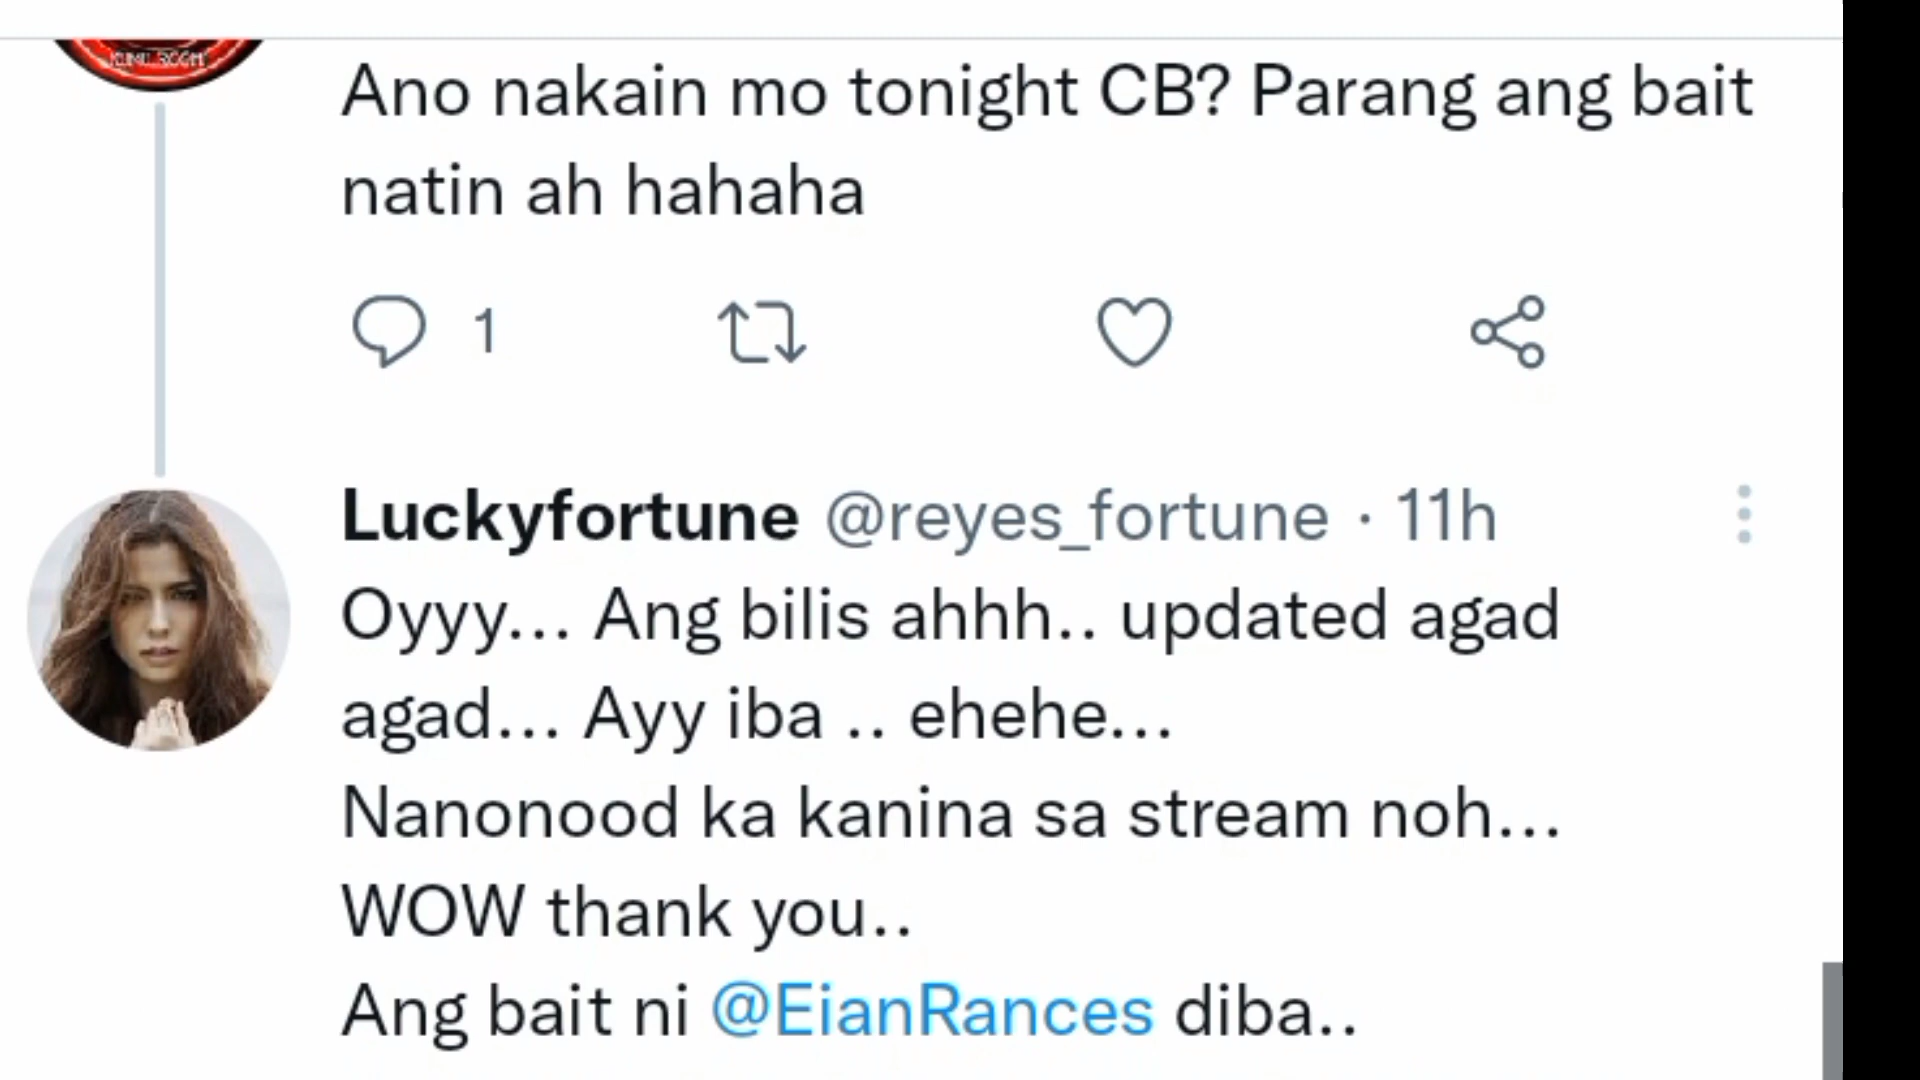 KUMU ROOM
Ano nakain mo tonight CB? Parang ang bait
natin ah hahaha
1
Luckyfortune @reyes_fortune · 11h
Oyyy... Ang bilis ahhh.. updated agad
agad... Ayy iba .. ehehe...
Nanonood ka kanina sa stream noh...
WOW thank you..
Ang bait ni @EianRances diba..